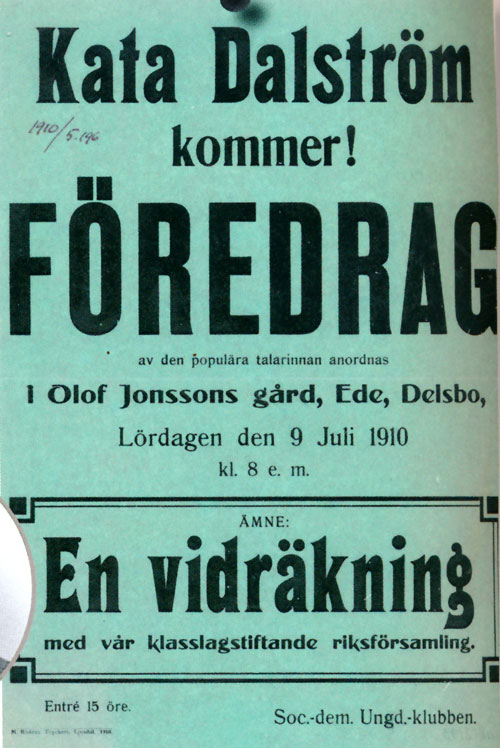 Kata Dalström
1910/5.196
kommer!
FÖREDRAG
av den populära talarinnan anordnas
i Olof Jonssons gård, Ede, Delsbo,
Lördagen den 9 Juli 1910
kl. 8 e. m.
ÄMNE:
En vidräkning
med vår klasslagstiftande riksförsamling.
Entré 15 öre.
Soc.-dem. Ungd.-klubben.